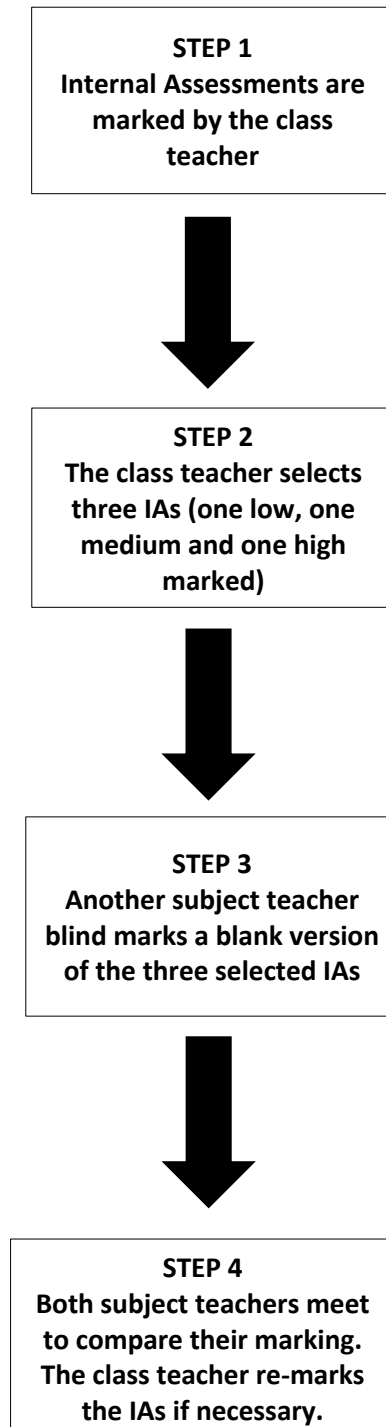 STEP 1
Internal Assessments are
marked by the class
teacher
STEP 2
The class teacher selects
three IAs (one low, one
medium and one high
marked)
STEP 3
Another subject teacher
blind marks a blank version
of the three selected IAs
STEP 4
Both subject teachers meet
to compare their marking.
The class teacher re-marks
the IAs if necessary.